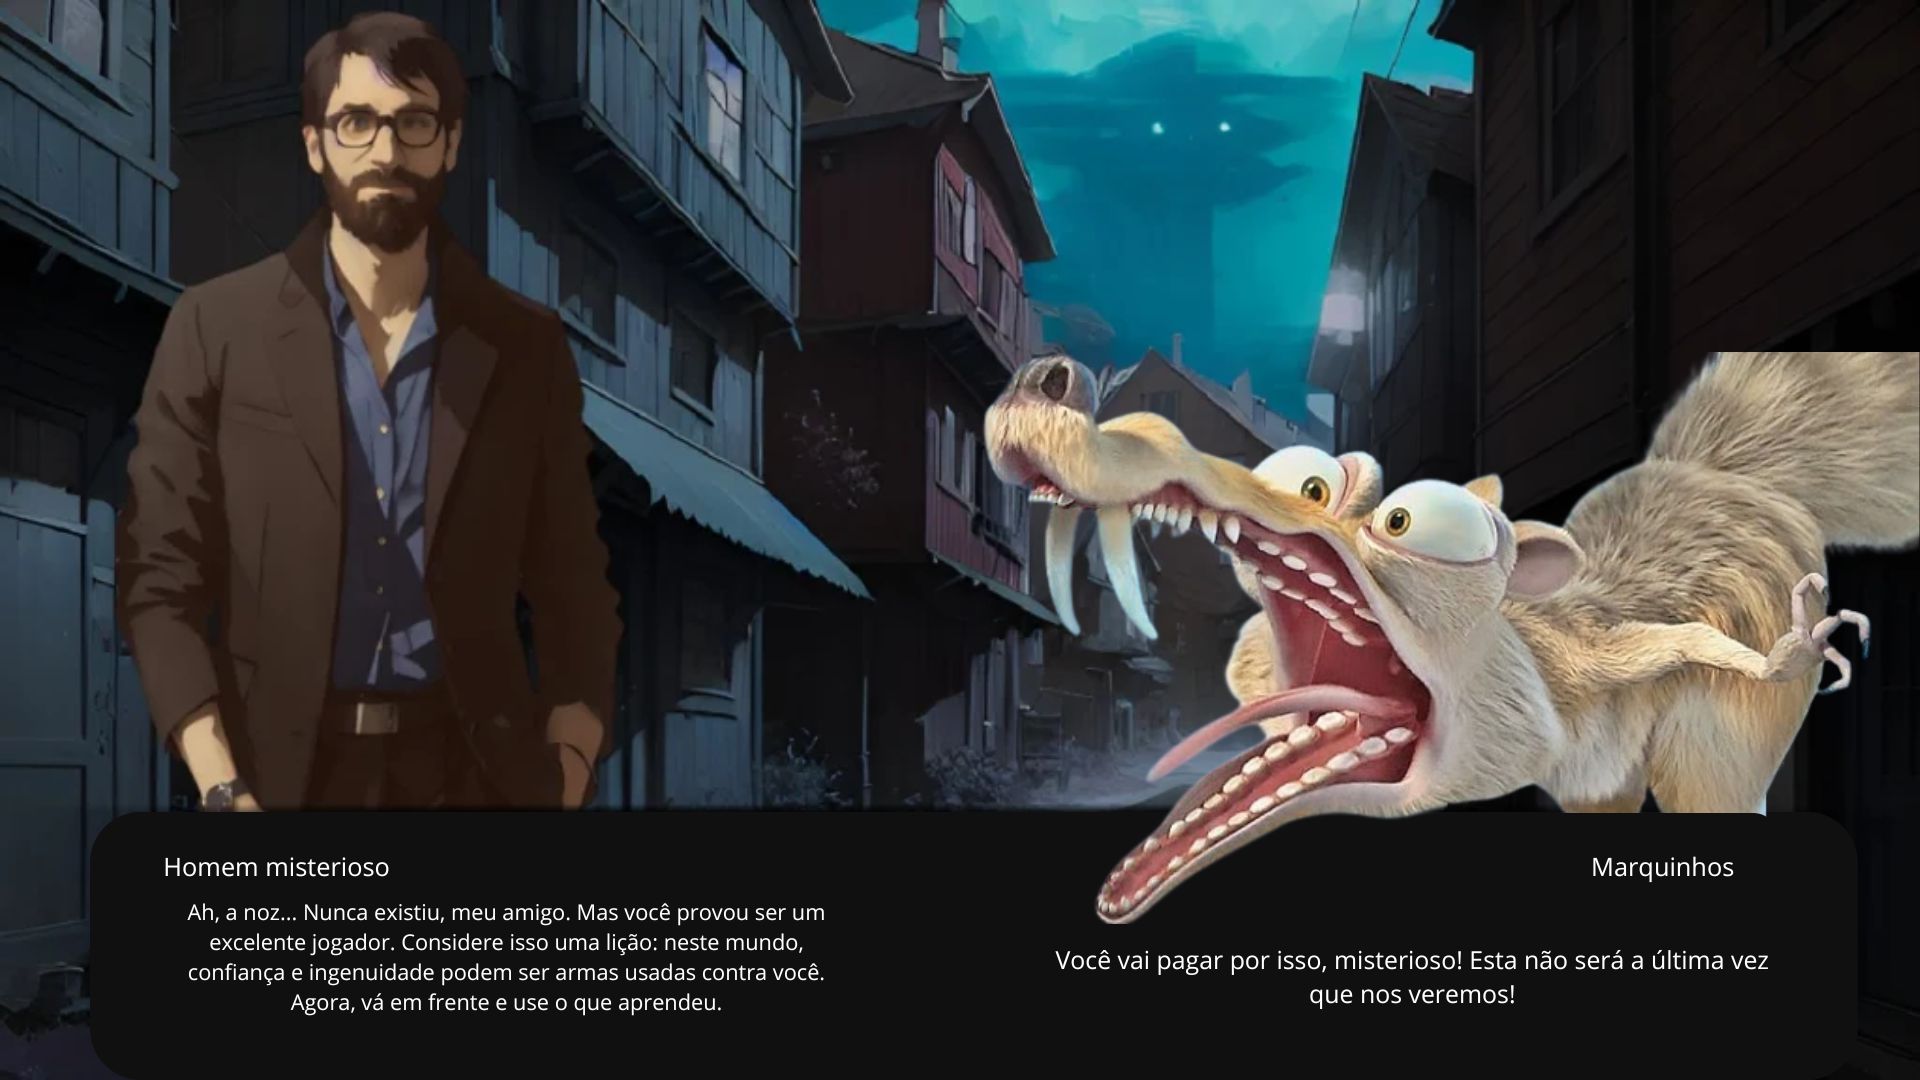 Homem misterioso
Ah, a noz... Nunca existiu, meu amigo. Mas você provou ser um
excelente jogador. Considere isso uma lição: neste mundo,
confiança e ingenuidade podem ser armas usadas contra você.
Agora, vá em frente e use o que aprendeu.
Marquinhos
Você vai pagar por isso, misterioso! Esta não será a última vez
que nos veremos!